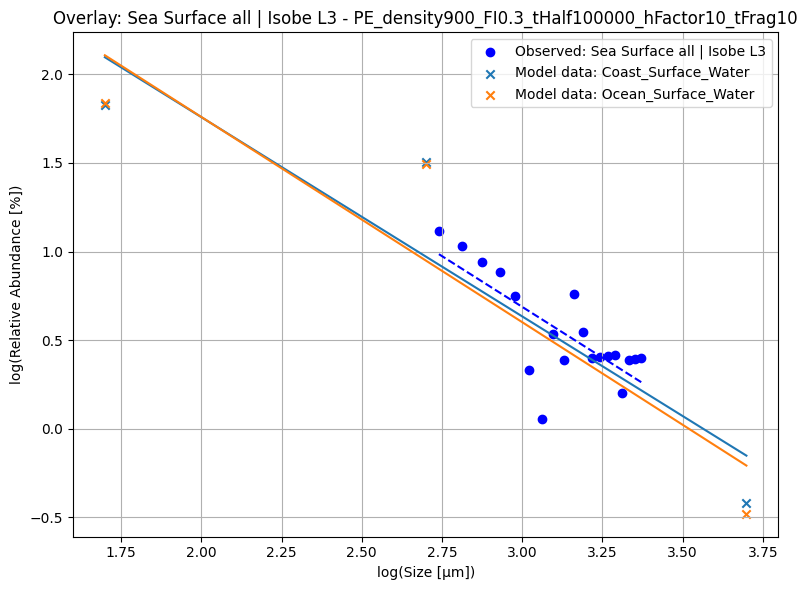 Overlay: Sea Surface all | Isobe L3 - PE_density900_FI0.3_tHalf100000_hFactor10_tFrag10
Observed: Sea Surface all | Isobe L3
Model data: Coast_Surface_Water
Model data: Ocean_Surface_Water
log(Relative Abundance [%])
2.0
1.5
1.0
0.5
0.0
−0.5
1.75 2.00 2.25 2.50 2.75 3.00 3.25 3.50 3.75
log(Size [µm])